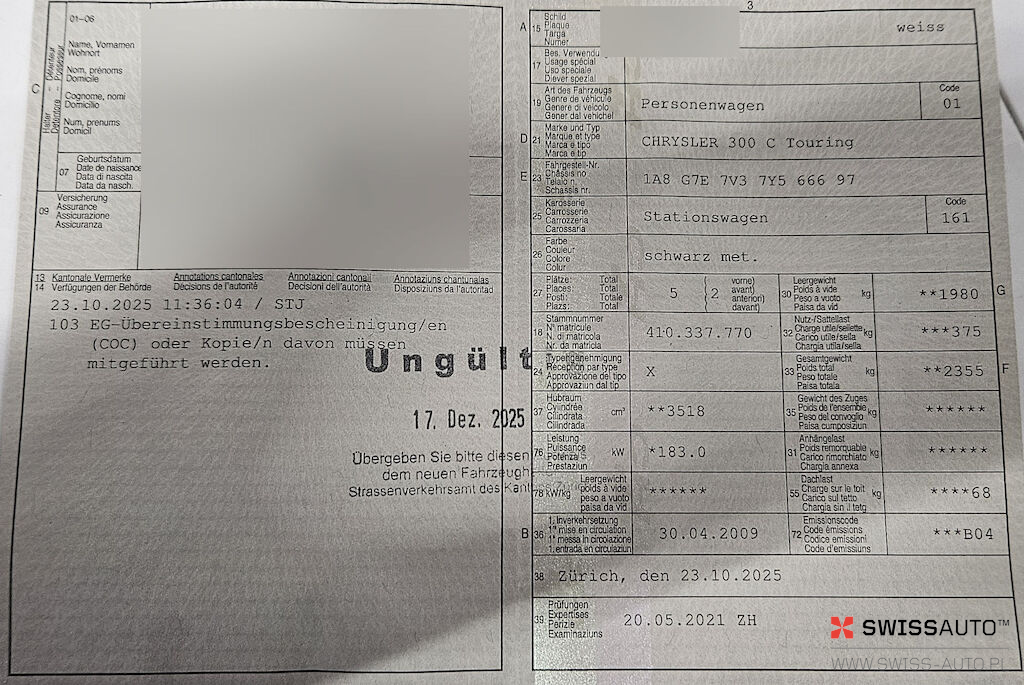 01-06
Name, Vornamen
Wohnort
Nom, prénoms
Domicile
Cognome, nomi
Domicilio
Num, prenums
Domicil
C
Halter – Détenteur
Detentore – Possessur
07
Geburtsdatum
Date de naissance
Data di nascita
Data da nasch.
09
Versicherung
Assurance
Assicurazione
Assicuranza
13 Kantonale Vermerke Annotations cantonales Annotazioni cantonali Annotaziuns chantunalas
14 Verfügungen der Behörde Décisions de l'autorité Decisioni dell'autorità Disposiziuns da l'autoritad
23.10.2025 11:36:04 / STJ
103 EG-Übereinstimmungsbescheinigung/en
(COC) oder Kopie/n davon müssen
mitgeführt werden.
Ungült
17. Dez. 2025
Übergeben Sie bitte diesen
dem neuen Fahrzeugh
Strassenverkehrsamt des Kant
3
A 15 Schild
Plaque
Targa
Numer
weiss
17 Bes. Verwendu
Usage spécial
Uso speciale
Diever spezial
19 Art des Fahrzeugs
Genre de véhicule
Genere di veicolo
Gener dal vehichel
Personenwagen
Code
01
D 21 Marke und Typ
Marque et type
Marca e tipo
Marca e tip
CHRYSLER 300 C Touring
E 23 Fahrgestell-Nr.
Châssis no
Telaio n.
Schassis nr.
1A8 G7E 7V3 7Y5 666 97
25 Karosserie
Carrosserie
Carrozzeria
Carossaria
Stationswagen
Code
161
26 Farbe
Couleur
Colore
Colur
schwarz met.
27 Plätze: Total
Places: Total
Posti: Totale
Plazs: Total
5 (2 vorne)
avant)
anteriori)
davant)
30 Leergewicht
Poids à vide
Peso a vuoto
Paisa da vid
kg
**1980
G
18 Stammnummer
N° matricule
N. di matricola
Nr. da matricla
410.337.770
32 Nutz-/Sattellast
Charge utile/sellette
Carico utile/sella
Chargia utila/sella
kg
***375
24 Typengenehmigung
Réception par type
Approvazione del tipo
Approvaziun dal tip
X
33 Gesamtgewicht
Poids total
Peso totale
Paisa totala
kg
**2355
F
37 Hubraum
Cylindrée
Cilindrata
Cilindrada
cm³
**3518
35 Gewicht des Zuges
Poids de l'ensemble
Peso del convoglio
Paisa cumposiziun
kg
******
76 Leistung
Puissance
Potenza
Prestaziun
kW
*183.0
31 Anhängelast
Poids remorquable
Carico rimorchiato
Chargia annexa
kg
******
78 kW/kg Leergewicht
poids à vide
peso a vuoto
paisa da vid
******
55 Dachlast
Charge sur le toit
Carico sul tetto
Chargia sin il tetg
kg
****68
B 36 1. Inverkehrsetzung
1re mise en circulation
1a messa in circolazione
1. entrada en circulaziun
30.04.2009
72 Emissionscode
Code émissions
Codice emissioni
Code d'emissiuns
***B04
38 Zürich, den 23.10.2025
39 Prüfungen
Expertises
Perizie
Examinaziuns
20.05.2021 ZH
SWISSAUTO™
WWW.SWISS-AUTO.PL